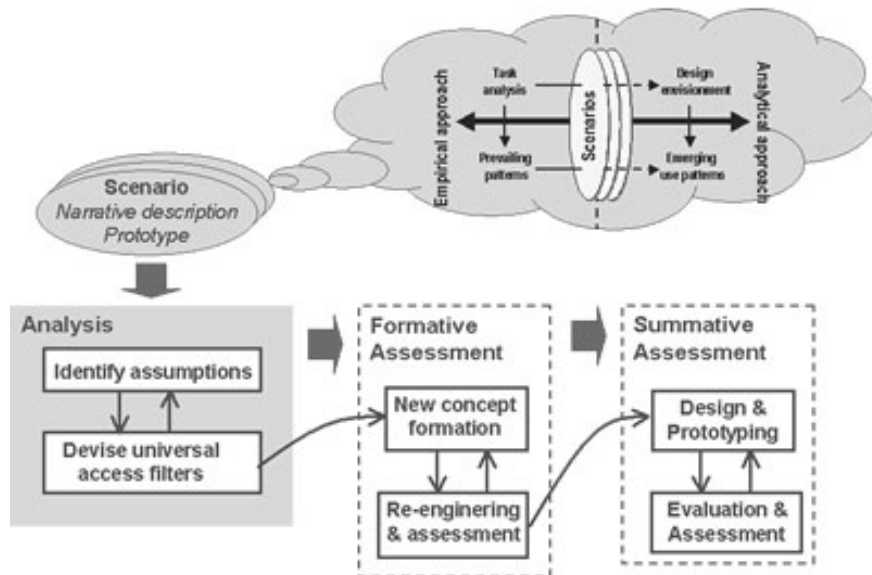 Empirical approach
Task
analysis
Prevailing
patterns
Scenarios
Design
envisionment
Emerging
use patterns
Analytical approach
Scenario
Narrative description
Prototype
Analysis
Identify assumptions
Devise universal
access filters
Formative
Assessment
New concept
formation
Re-enginering
& assessment
Summative
Assessment
Design &
Prototyping
Evaluation &
Assessment